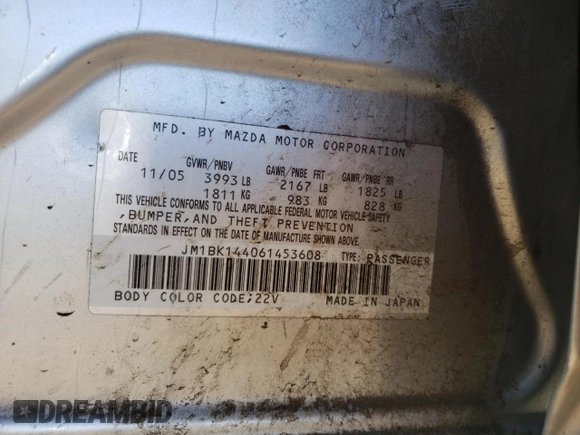 MFD. BY MAZDA MOTOR CORPORATION
DATE GVWR/PNBV GAWR/PNBE FRT GAWR/PNBE RR
11/05 3993 LB 2167 LB 1825 LB
1811 KG 983 KG 828 KG
THIS VEHICLE CONFORMS TO ALL APPLICABLE FEDERAL MOTOR VEHICLE SAFETY
,BUMPER,AND THEFT PREVENTION
STANDARDS IN EFFECT ON THE DATE OF MANUFACTURE SHOWN ABOVE.
JM1BK144061453608 TYPE: PASSENGER
BODY COLOR CODE;22V MADE IN JAPAN
DREAMBID